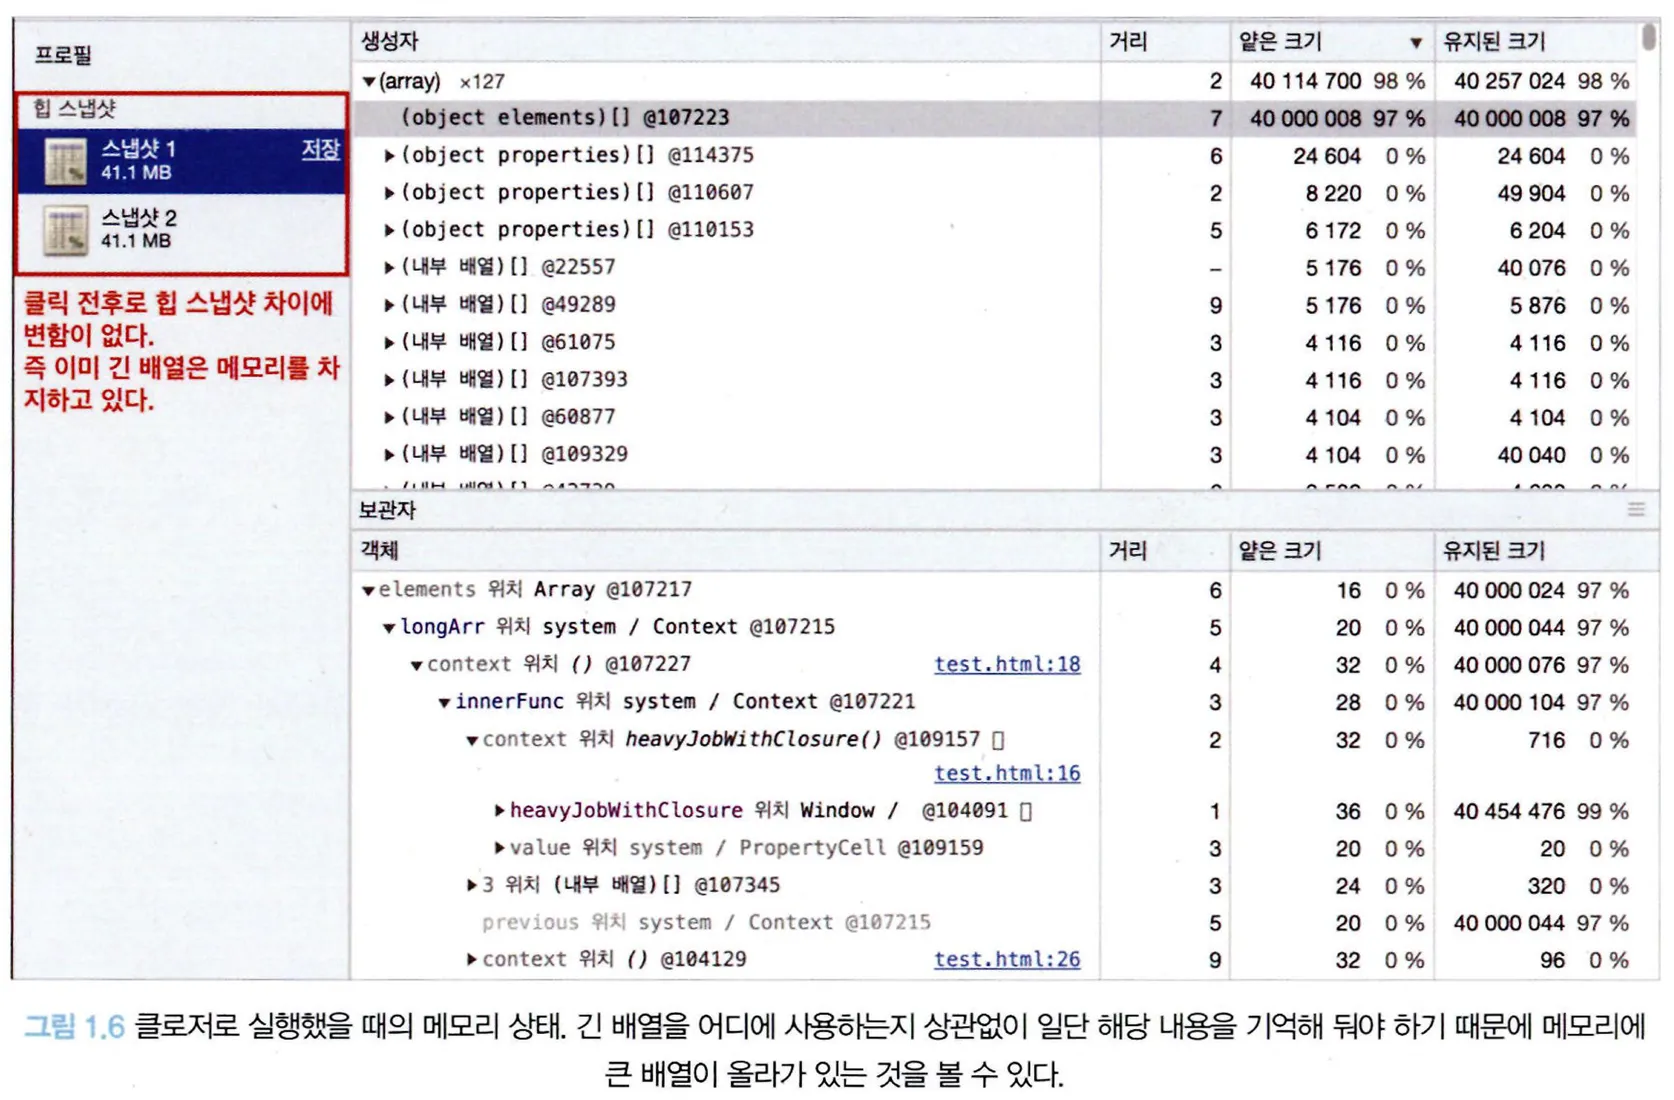 프로필
힙 스냅샷
스냅샷 1 저장
41.1 MB
스냅샷 2
41.1 MB
클릭 전후로 힙 스냅샷 차이에
변함이 없다.
즉 이미 긴 배열은 메모리를 차
지하고 있다.
생성자 거리 얕은 크기 ▼ 유지된 크기
▼(array) ×127 2 40 114 700 98 % 40 257 024 98 %
(object elements)[] @107223 7 40 000 008 97 % 40 000 008 97 %
▶(object properties)[] @114375 6 24 604 0 % 24 604 0 %
▶(object properties)[] @110607 2 8 220 0 % 49 904 0 %
▶(object properties)[] @110153 5 6 172 0 % 6 204 0 %
▶(내부 배열)[] @22557 – 5 176 0 % 40 076 0 %
▶(내부 배열)[] @49289 9 5 176 0 % 5 876 0 %
▶(내부 배열)[] @61075 3 4 116 0 % 4 116 0 %
▶(내부 배열)[] @107393 3 4 116 0 % 4 116 0 %
▶(내부 배열)[] @60877 3 4 104 0 % 4 104 0 %
▶(내부 배열)[] @109329 3 4 104 0 % 40 040 0 %
보관자
객체 거리 얕은 크기 유지된 크기
▼elements 위치 Array @107217 6 16 0 % 40 000 024 97 %
▼longArr 위치 system / Context @107215 5 20 0 % 40 000 044 97 %
▼context 위치 () @107227 test.html:18 4 32 0 % 40 000 076 97 %
▼innerFunc 위치 system / Context @107221 3 28 0 % 40 000 104 97 %
▼context 위치 heavyJobWithClosure() @109157 ▯ 2 32 0 % 716 0 %
test.html:16
▶heavyJobWithClosure 위치 Window / @104091 ▯ 1 36 0 % 40 454 476 99 %
▶value 위치 system / PropertyCell @109159 3 20 0 % 20 0 %
▶3 위치 (내부 배열)[] @107345 3 24 0 % 320 0 %
previous 위치 system / Context @107215 5 20 0 % 40 000 044 97 %
▶context 위치 () @104129 test.html:26 9 32 0 % 96 0 %
그림 1.6 클로저로 실행했을 때의 메모리 상태. 긴 배열을 어디에 사용하는지 상관없이 일단 해당 내용을 기억해 둬야 하기 때문에 메모리에
큰 배열이 올라가 있는 것을 볼 수 있다.